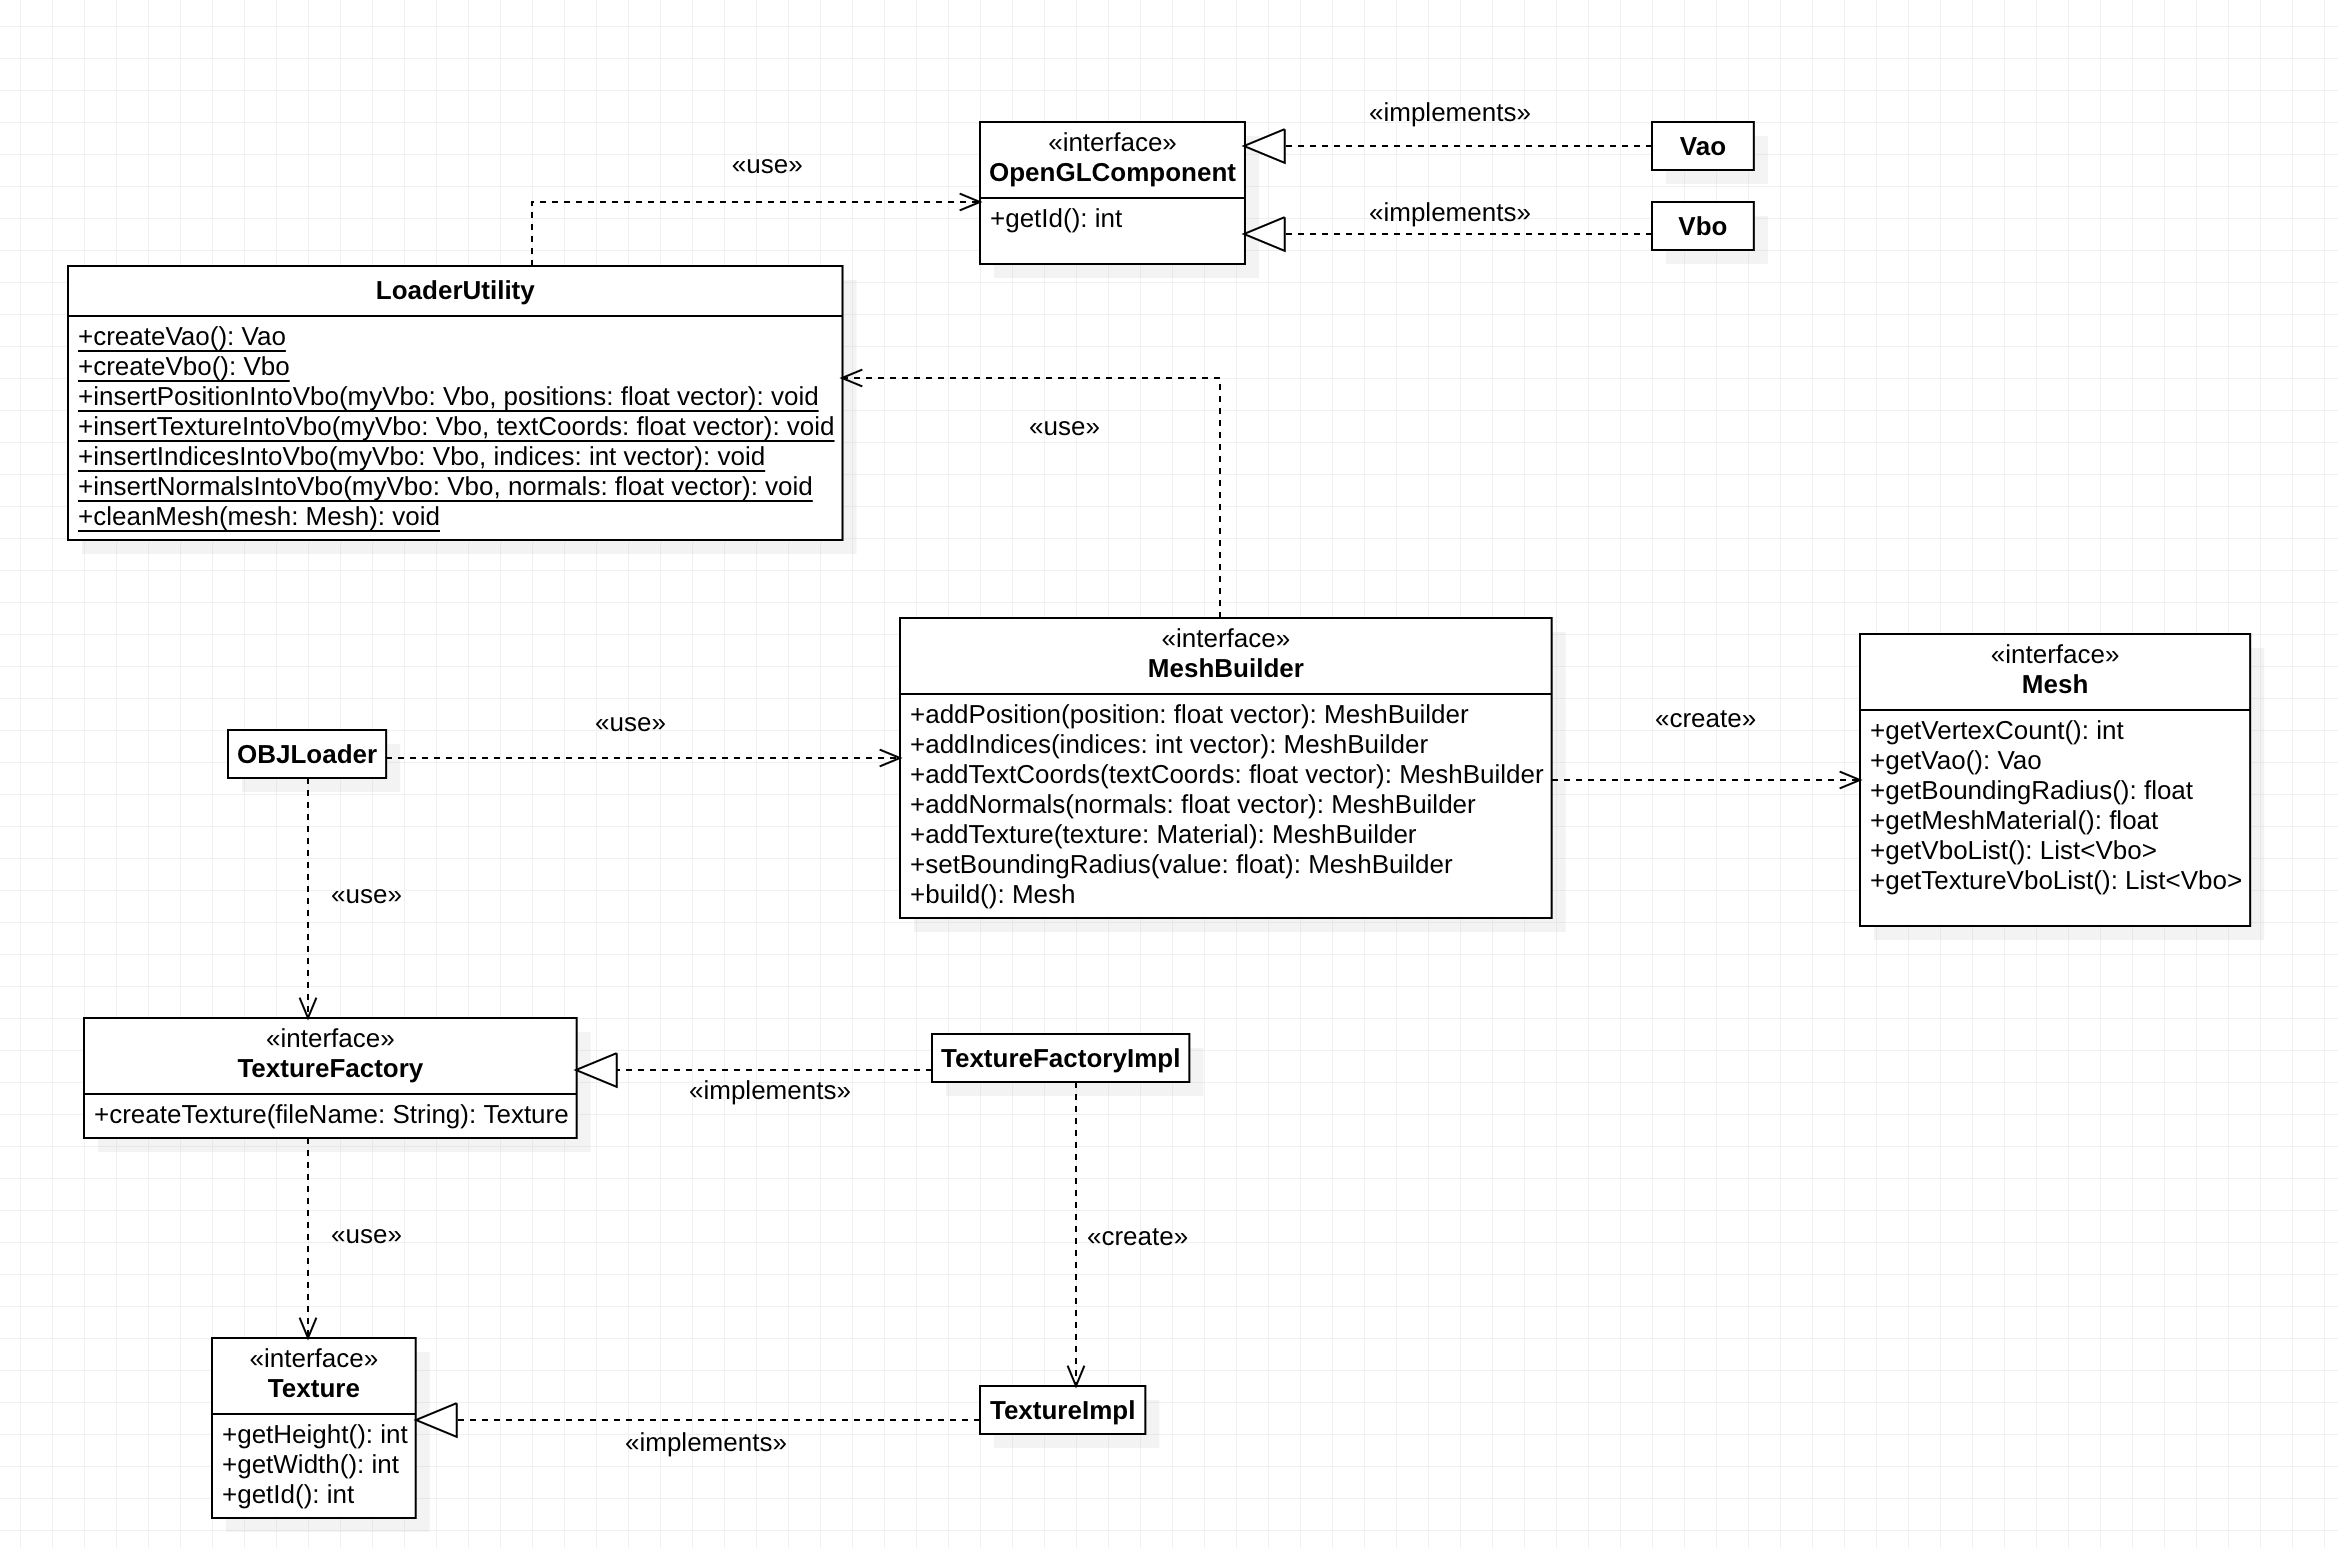 «implements»
«interface»
OpenGLComponent
+getId(): int
Vao
«use»
«implements»
Vbo
LoaderUtility
+createVao(): Vao
+createVbo(): Vbo
+insertPositionIntoVbo(myVbo: Vbo, positions: float vector): void
+insertTextureIntoVbo(myVbo: Vbo, textCoords: float vector): void
+insertIndicesIntoVbo(myVbo: Vbo, indices: int vector): void
+insertNormalsIntoVbo(myVbo: Vbo, normals: float vector): void
+cleanMesh(mesh: Mesh): void
«use»
«interface»
MeshBuilder
+addPosition(position: float vector): MeshBuilder
+addIndices(indices: int vector): MeshBuilder
+addTextCoords(textCoords: float vector): MeshBuilder
+addNormals(normals: float vector): MeshBuilder
+addTexture(texture: Material): MeshBuilder
+setBoundingRadius(value: float): MeshBuilder
+build(): Mesh
«create»
«interface»
Mesh
+getVertexCount(): int
+getVao(): Vao
+getBoundingRadius(): float
+getMeshMaterial(): float
+getVboList(): List<Vbo>
+getTextureVboList(): List<Vbo>
OBJLoader
«use»
«use»
«interface»
TextureFactory
+createTexture(fileName: String): Texture
«implements»
TextureFactoryImpl
«use»
«create»
«interface»
Texture
+getHeight(): int
+getWidth(): int
+getId(): int
«implements»
TextureImpl